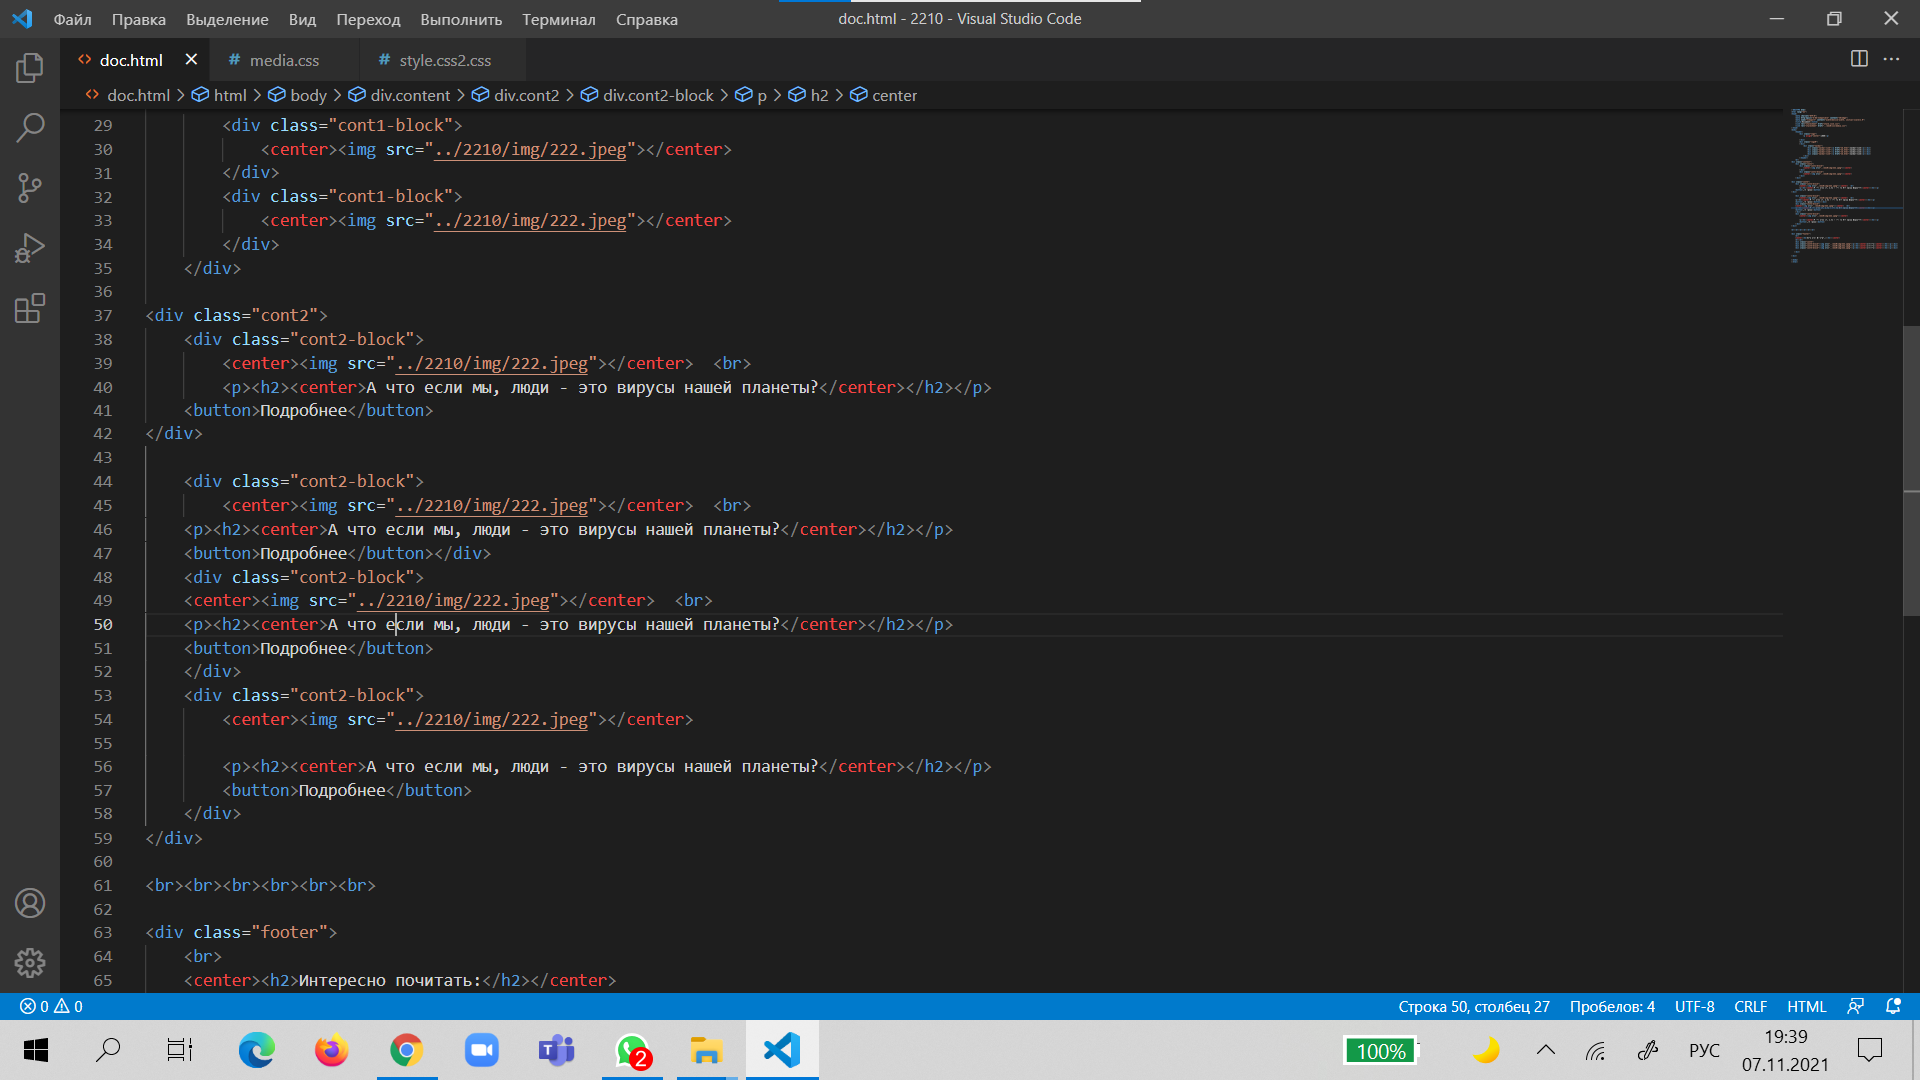 Файл Правка Выделение Вид Переход Выполнить Терминал Справка
doc.html - 2210 - Visual Studio Code
doc.html
# media.css
# style.css2.css
doc.html > html > body > div.content > div.cont2 > div.cont2-block > p > h2 > center
29 <div class="cont1-block">
30 <center><img src="../2210/img/222.jpeg"></center>
31 </div>
32 <div class="cont1-block">
33 <center><img src="../2210/img/222.jpeg"></center>
34 </div>
35 </div>
36
37 <div class="cont2">
38 <div class="cont2-block">
39 <center><img src="../2210/img/222.jpeg"></center> <br>
40 <p><h2><center>А что если мы, люди - это вирусы нашей планеты?</center></h2></p>
41 <button>Подробнее</button>
42 </div>
43
44 <div class="cont2-block">
45 <center><img src="../2210/img/222.jpeg"></center> <br>
46 <p><h2><center>А что если мы, люди - это вирусы нашей планеты?</center></h2></p>
47 <button>Подробнее</button></div>
48 <div class="cont2-block">
49 <center><img src="../2210/img/222.jpeg"></center> <br>
50 <p><h2><center>А что если мы, люди - это вирусы нашей планеты?</center></h2></p>
51 <button>Подробнее</button>
52 </div>
53 <div class="cont2-block">
54 <center><img src="../2210/img/222.jpeg"></center>
55
56 <p><h2><center>А что если мы, люди - это вирусы нашей планеты?</center></h2></p>
57 <button>Подробнее</button>
58 </div>
59 </div>
60
61 <br><br><br><br><br><br>
62
63 <div class="footer">
64 <br>
65 <center><h2>Интересно почитать:</h2></center>
0 0
Строка 50, столбец 27
Пробелов: 4
UTF-8
CRLF
HTML
2
100%
РУС
19:39
07.11.2021